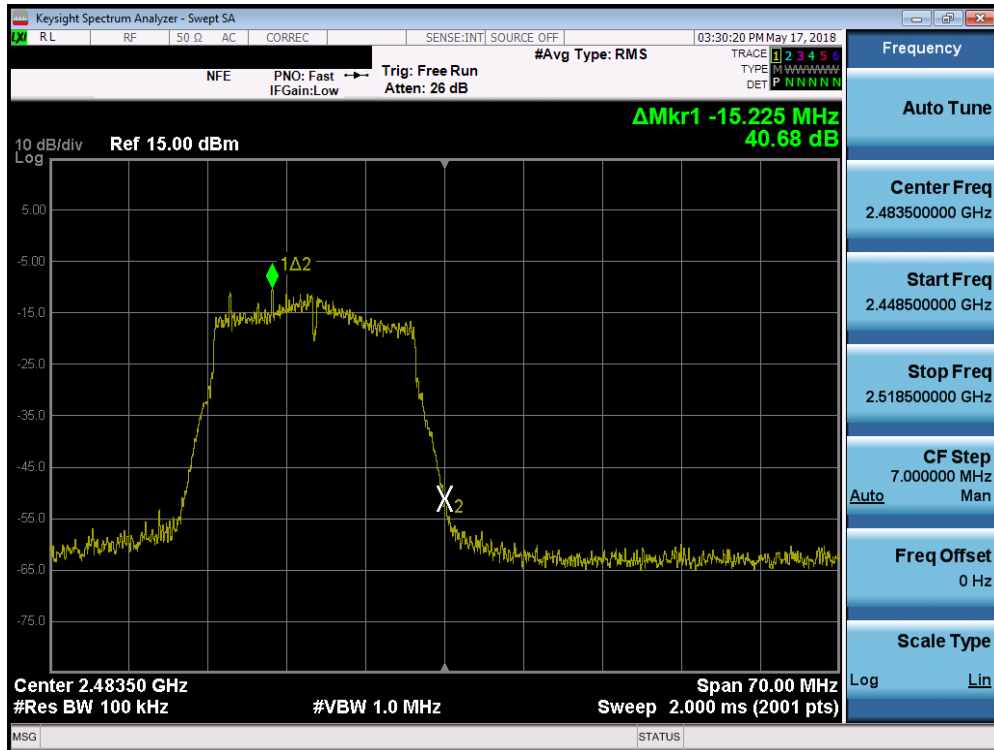 Keysight Spectrum Analyzer - Swept SA
LXI RL RF 50 Ω AC CORREC SENSE:INT SOURCE OFF 03:30:20 PM May 17, 2018
#Avg Type: RMS
NFE PNO: Fast Trig: Free Run
IFGain:Low Atten: 26 dB
TRACE 1 2 3 4 5 6
TYPE M W W W W W
DET P N N N N N
ΔMkr1 -15.225 MHz
40.68 dB
10 dB/div Ref 15.00 dBm
Log
5.00
-5.00
-15.0
-25.0
-35.0
-45.0
-55.0
-65.0
-75.0
1Δ2
X2
Center 2.48350 GHz Span 70.00 MHz
#Res BW 100 kHz #VBW 1.0 MHz Sweep 2.000 ms (2001 pts)
MSG STATUS
Frequency
Auto Tune
Center Freq
2.483500000 GHz
Start Freq
2.448500000 GHz
Stop Freq
2.518500000 GHz
CF Step
7.000000 MHz
Auto Man
Freq Offset
0 Hz
Scale Type
Log Lin